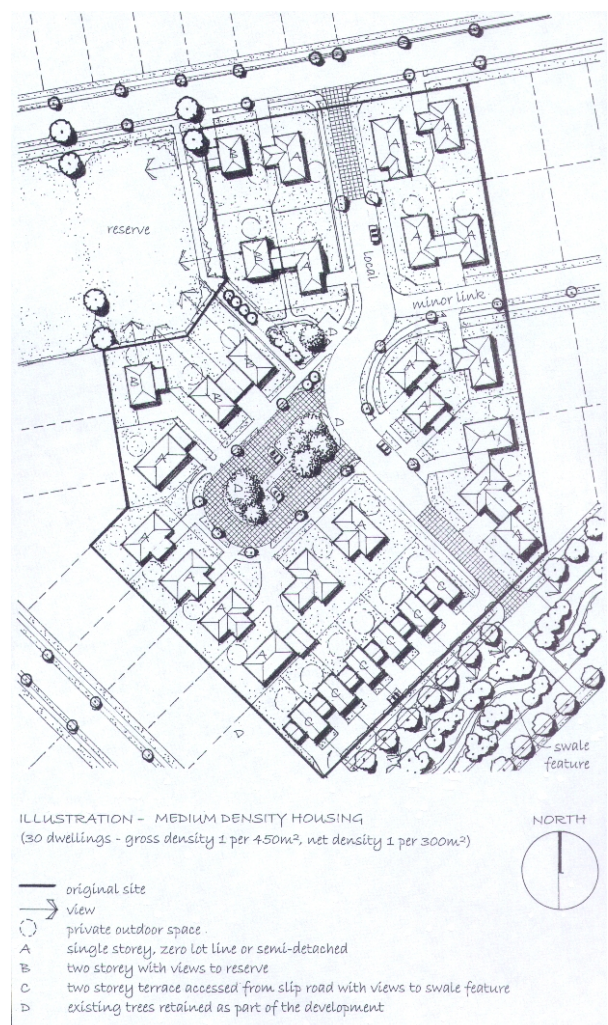 B A A A
reserve
A A
B A
local
minor link
D
B B B A A
A
D
A
D A
A A A
A A
C
A C
C
A C
C
C
D
swale
feature
ILLUSTRATION - MEDIUM DENSITY HOUSING
(30 dwellings - gross density 1 per 450m², net density 1 per 300m²)
NORTH
original site
view
private outdoor space
A single storey, zero lot line or semi-detached
B two storey with views to reserve
C two storey terrace accessed from slip road with views to swale feature
D existing trees retained as part of the development